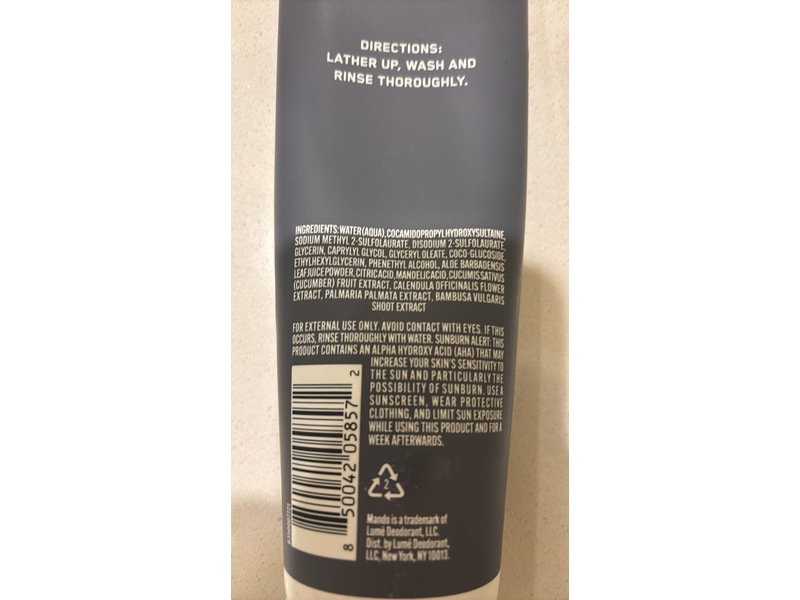 DIRECTIONS:
LATHER UP, WASH AND
RINSE THOROUGHLY.
INGREDIENTS: WATER (AQUA), COCAMIDOPROPYL HYDROXYSULTAINE,
SODIUM METHYL 2-SULFOLAURATE, DISODIUM 2-SULFOLAURATE,
GLYCERIN, CAPRYLYL GLYCOL, GLYCERYL OLEATE, COCO-GLUCOSIDE,
ETHYLHEXYLGLYCERIN, PHENETHYL ALCOHOL, ALOE BARBADENSIS
LEAF JUICE POWDER, CITRIC ACID, MANDELIC ACID, CUCUMIS SATIVUS
(CUCUMBER) FRUIT EXTRACT, CALENDULA OFFICINALIS FLOWER
EXTRACT, PALMARIA PALMATA EXTRACT, BAMBUSA VULGARIS
SHOOT EXTRACT
FOR EXTERNAL USE ONLY. AVOID CONTACT WITH EYES. IF THIS
OCCURS, RINSE THOROUGHLY WITH WATER. SUNBURN ALERT: THIS
PRODUCT CONTAINS AN ALPHA HYDROXY ACID (AHA) THAT MAY
INCREASE YOUR SKIN'S SENSITIVITY TO
THE SUN AND PARTICULARLY THE
POSSIBILITY OF SUNBURN. USE A
SUNSCREEN, WEAR PROTECTIVE
CLOTHING, AND LIMIT SUN EXPOSURE
WHILE USING THIS PRODUCT AND FOR A
WEEK AFTERWARDS.
8 50042 05857 2
2
Mando is a trademark of
Lumē Deodorant, LLC.
Dist. by Lumē Deodorant,
LLC, New York, NY 10013.